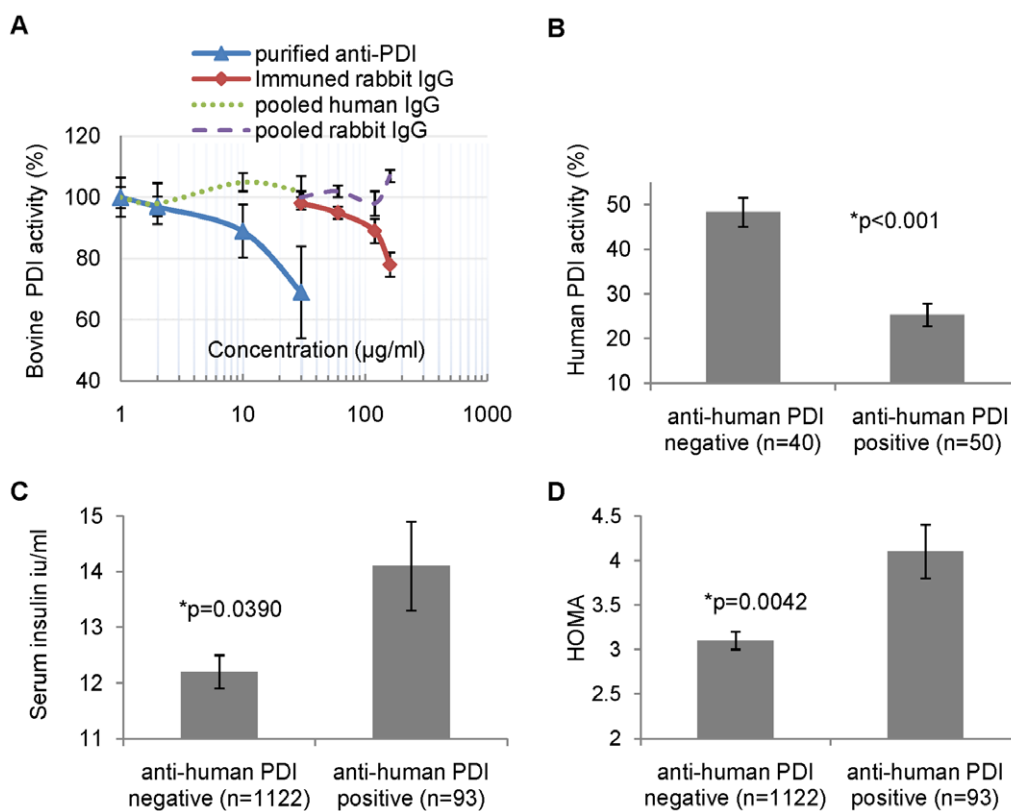 A
purified anti-PDI
Immuned rabbit IgG
pooled human IgG
pooled rabbit IgG
Bovine PDI activity (%)
120
100
80
60
40
Concentration (µg/ml)
1 10 100 1000
B
Human PDI activity (%)
50
40
30
20
10
*p<0.001
anti-human PDI negative (n=40)
anti-human PDI positive (n=50)
C
Serum insulin iu/ml
15
14
13
12
11
*p=0.0390
anti-human PDI negative (n=1122)
anti-human PDI positive (n=93)
D
HOMA
4.5
4
3.5
3
2.5
2
*p=0.0042
anti-human PDI negative (n=1122)
anti-human PDI positive (n=93)